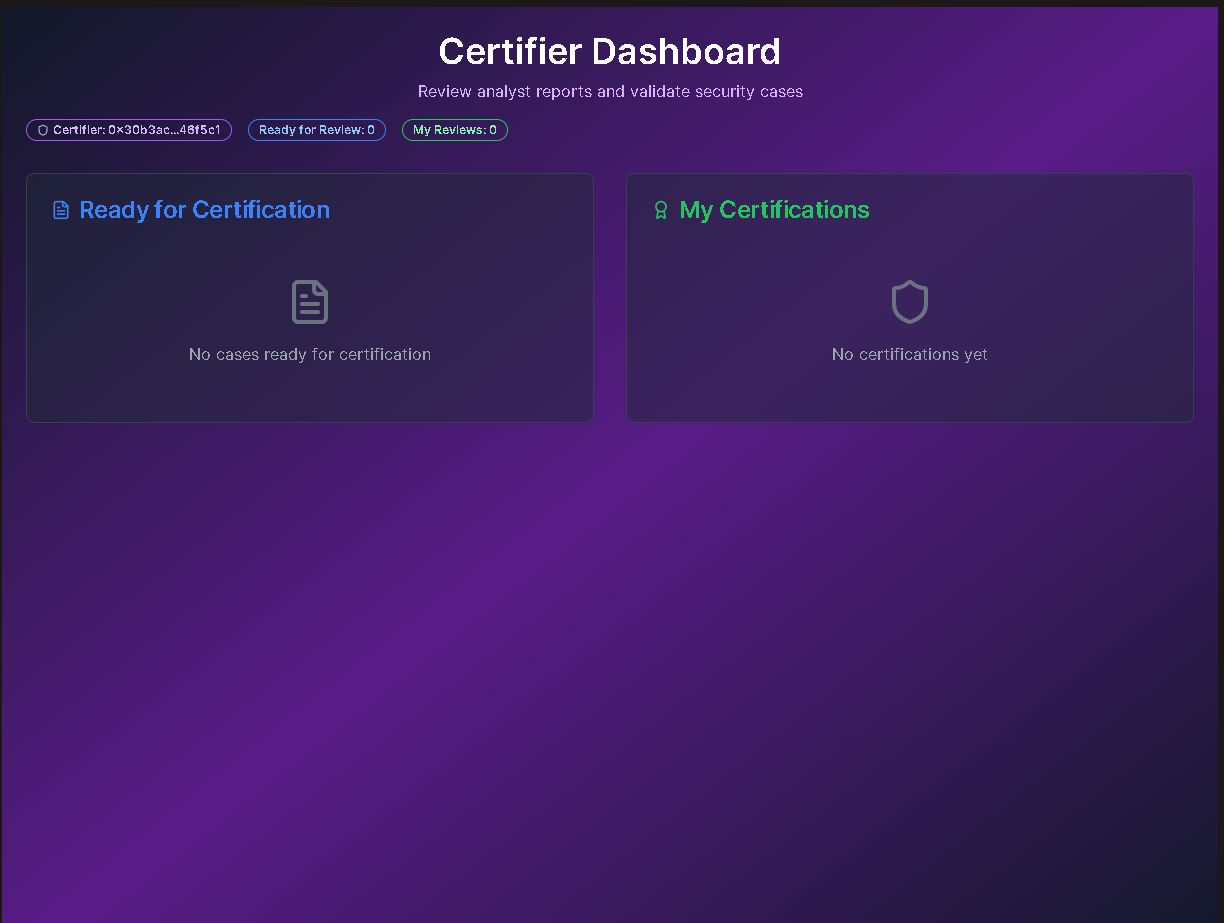 Certifier Dashboard
Review analyst reports and validate security cases
Certifier: 0x30b3ac...46f5c1
Ready for Review: 0
My Reviews: 0
Ready for Certification
No cases ready for certification
My Certifications
No certifications yet